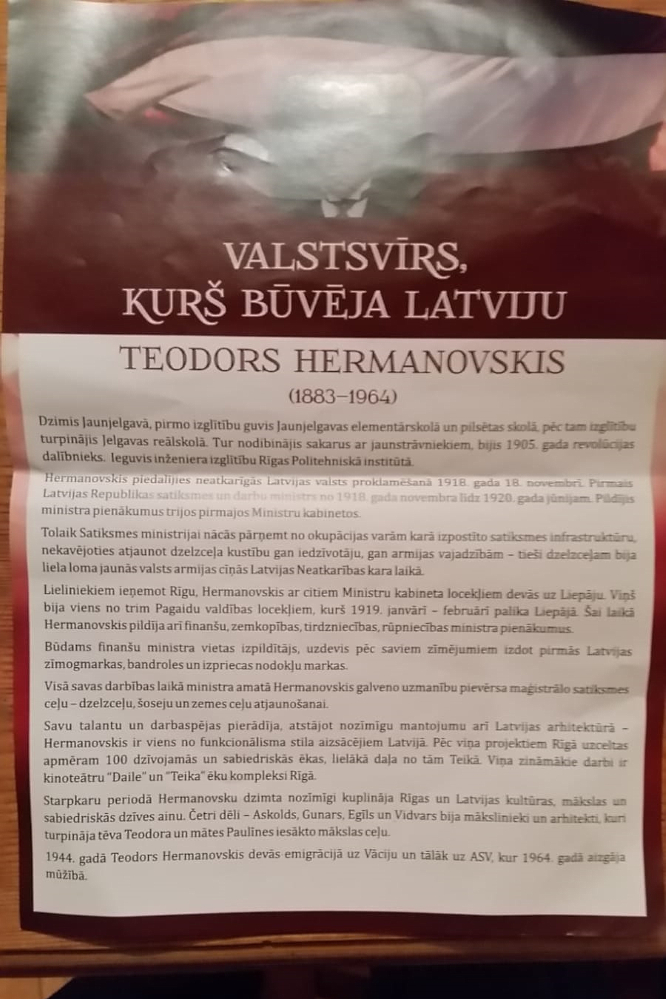 VALSTSVĪRS,
KURŠ BŪVĒJA LATVIJU
TEODORS HERMANOVSKIS
(1883–1964)
Dzimis Jaunjelgavā, pirmo izglītību guvis Jaunjelgavas elementārskolā un pilsētas skolā, pēc tam izglītību
turpinājis Jelgavas reālskolā. Tur nodibinājis sakarus ar jaunstrāvniekiem, bijis 1905. gada revolūcijas
dalībnieks. Ieguvis inženiera izglītību Rīgas Politehniskā institūtā.
Hermanovskis piedalījies neatkarīgās Latvijas valsts proklamēšanā 1918. gada 18. novembrī. Pirmais
Latvijas Republikas satiksmes un darbu ministrs no 1918. gada novembra līdz 1920. gada jūnijam. Pildījis
ministra pienākumus trijos pirmajos Ministru kabinetos.
Tolaik Satiksmes ministrijai nācās pārņemt no okupācijas varām karā izpostīto satiksmes infrastruktūru,
nekavējoties atjaunot dzelzceļa kustību gan iedzīvotāju, gan armijas vajadzībām – tieši dzelzceļam bija
liela loma jaunās valsts armijas cīņās Latvijas Neatkarības kara laikā.
Lieliniekiem ieņemot Rīgu, Hermanovskis ar citiem Ministru kabineta locekļiem devās uz Liepāju. Viņš
bija viens no trim Pagaidu valdības locekļiem, kurš 1919. janvārī – februārī palika Liepājā. Šai laikā
Hermanovskis pildīja arī finanšu, zemkopības, tirdzniecības, rūpniecības ministra pienākumus.
Būdams finanšu ministra vietas izpildītājs, uzdevis pēc saviem zīmējumiem izdot pirmās Latvijas
zīmogmarkas, bandroles un izpriecas nodokļu markas.
Visā savas darbības laikā ministra amatā Hermanovskis galveno uzmanību pievērsa maģistrālo satiksmes
ceļu – dzelzceļu, šoseju un zemes ceļu atjaunošanai.
Savu talantu un darbaspējas pierādīja, atstājot nozīmīgu mantojumu arī Latvijas arhitektūrā –
Hermanovskis ir viens no funkcionālisma stila aizsācējiem Latvijā. Pēc viņa projektiem Rīgā uzceltas
apmēram 100 dzīvojamās un sabiedriskās ēkas, lielākā daļa no tām Teikā. Viņa zināmākie darbi ir
kinoteātru "Daile" un "Teika" ēku kompleksi Rīgā.
Starpkaru periodā Hermanovsku dzimta nozīmīgi kuplināja Rīgas un Latvijas kultūras, mākslas un
sabiedriskās dzīves ainu. Četri dēli – Askolds, Gunars, Egīls un Vidvars bija mākslinieki un arhitekti, kuri
turpināja tēva Teodora un mātes Paulīnes iesākto mākslas ceļu.
1944. gadā Teodors Hermanovskis devās emigrācijā uz Vāciju un tālāk uz ASV, kur 1964. gadā aizgāja
mūžībā.